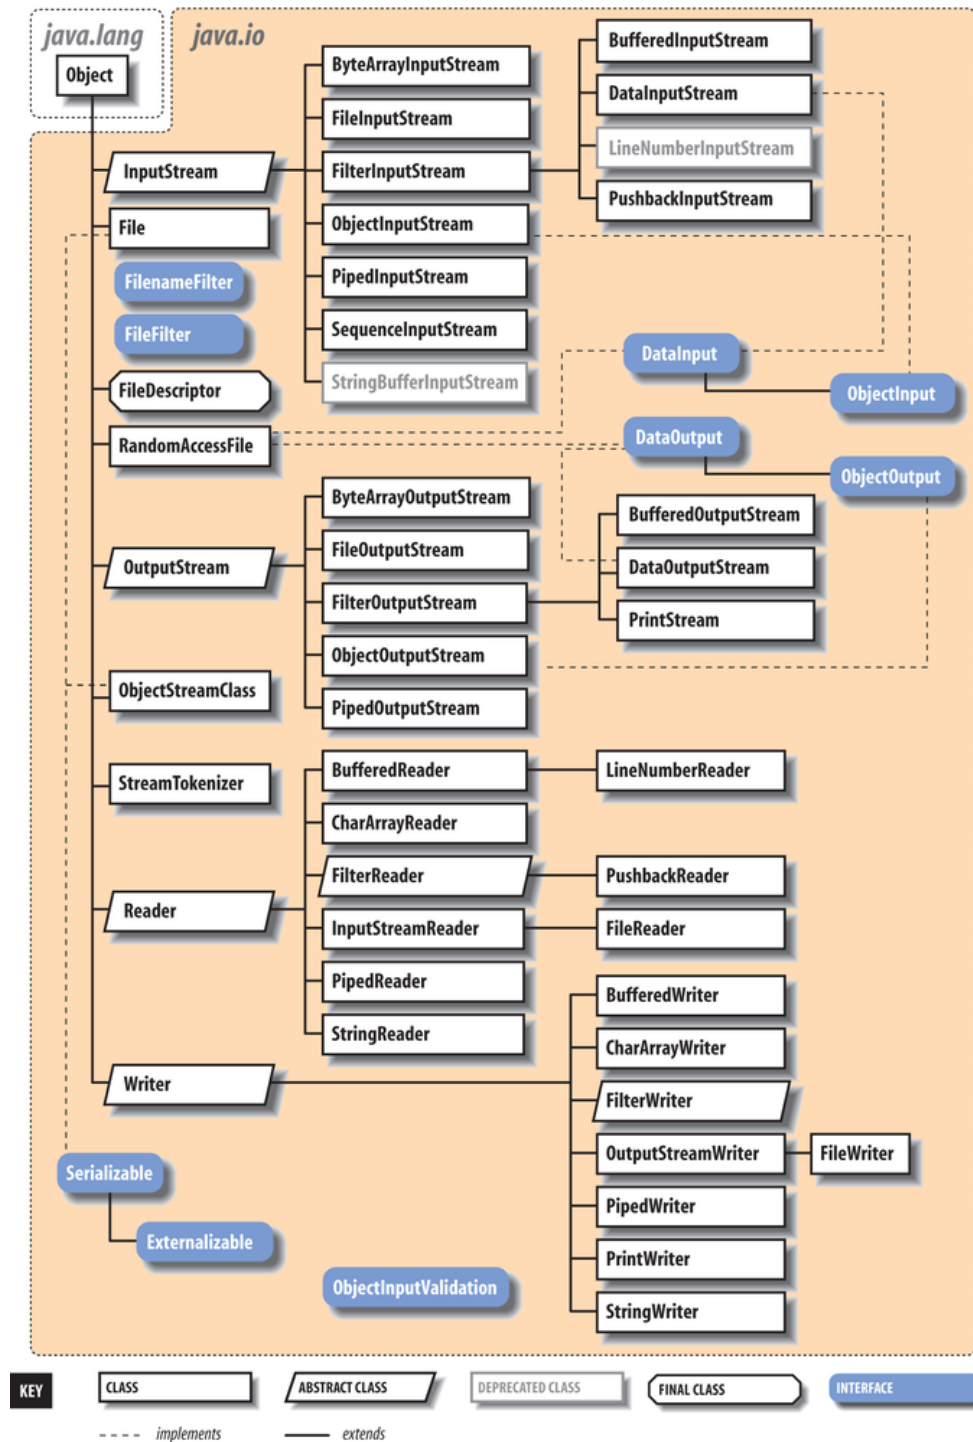 java.lang
java.io
Object
InputStream
File
FilenameFilter
FileFilter
FileDescriptor
RandomAccessFile
OutputStream
ObjectStreamClass
StreamTokenizer
Reader
Writer
Serializable
Externalizable
ByteArrayInputStream
FileInputStream
FilterInputStream
ObjectInputStream
PipedInputStream
SequenceInputStream
StringBufferInputStream
BufferedInputStream
DataInputStream
LineNumberInputStream
PushbackInputStream
DataInput
ObjectInput
DataOutput
ObjectOutput
ByteArrayOutputStream
FileOutputStream
FilterOutputStream
ObjectOutputStream
PipedOutputStream
BufferedOutputStream
DataOutputStream
PrintStream
BufferedReader
CharArrayReader
FilterReader
InputStreamReader
PipedReader
StringReader
LineNumberReader
PushbackReader
FileReader
BufferedWriter
CharArrayWriter
FilterWriter
OutputStreamWriter
FileWriter
PipedWriter
PrintWriter
StringWriter
ObjectInputValidation
KEY
CLASS
ABSTRACT CLASS
DEPRECATED CLASS
FINAL CLASS
INTERFACE
implements
extends